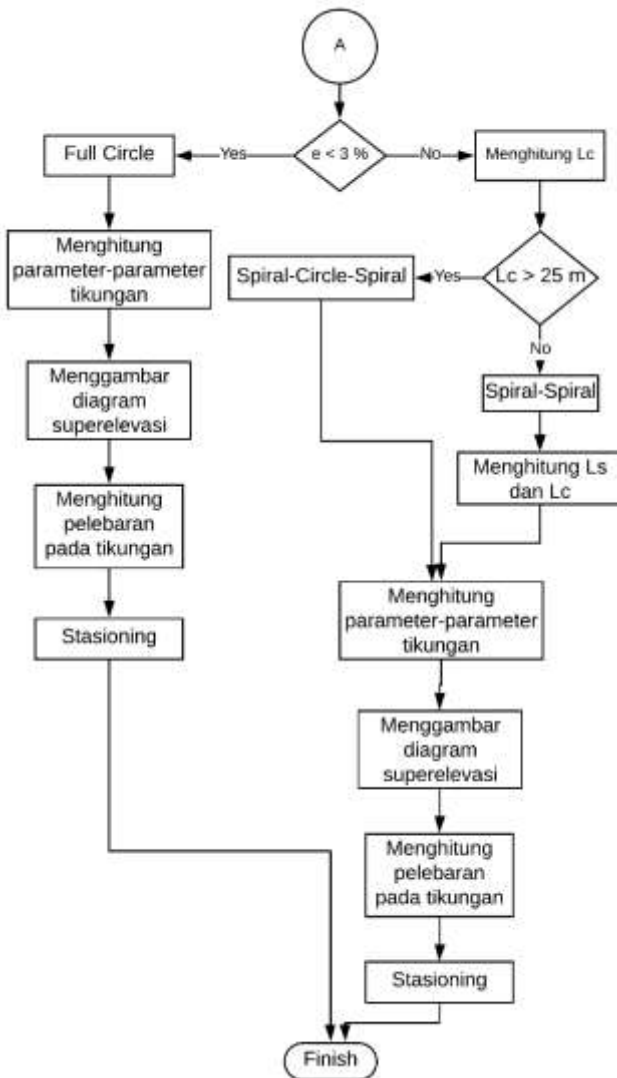 A
e < 3 %
Yes
No
Full Circle
Menghitung Lc
Menghitung
parameter-parameter
tikungan
Spiral-Circle-Spiral
Yes
Lc > 25 m
No
Menggambar
diagram
superelevasi
Spiral-Spiral
Menghitung Ls
dan Lc
Menghitung
pelebaran
pada tikungan
Stasioning
Menghitung
parameter-parameter
tikungan
Menggambar
diagram
superelevasi
Menghitung
pelebaran
pada tikungan
Stasioning
Finish